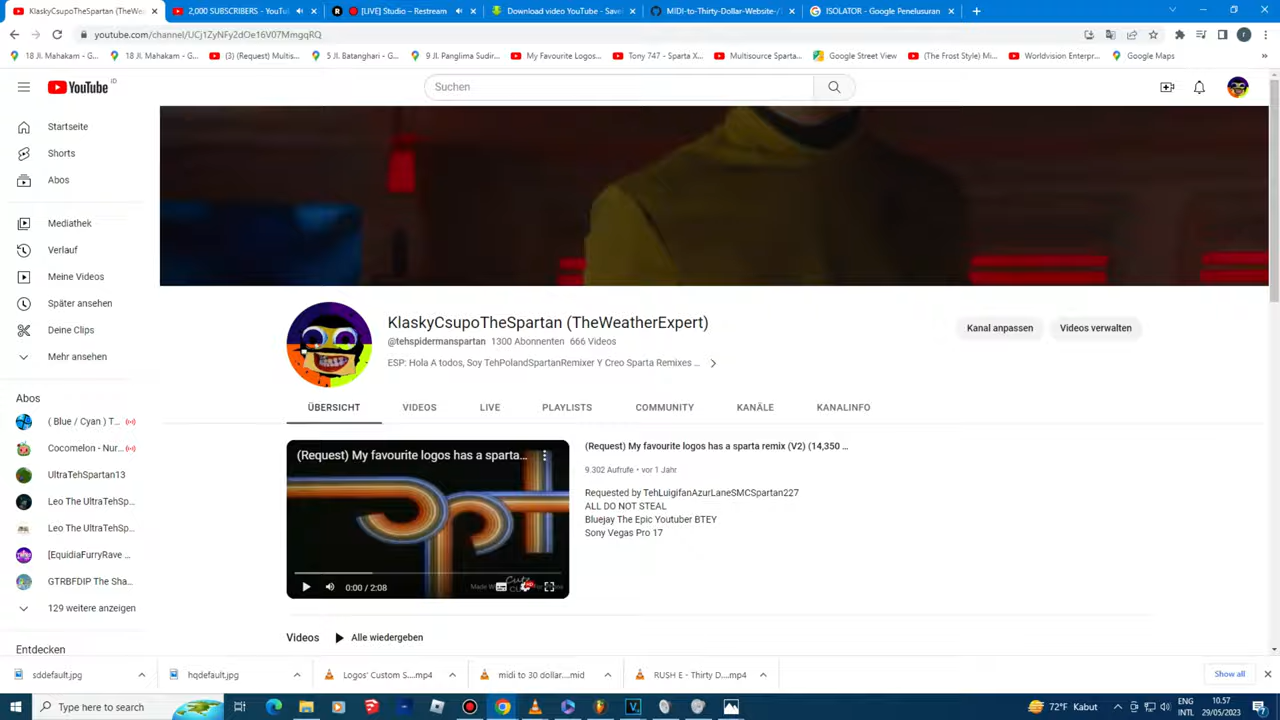 KlaskyCsupoTheSpartan (TheWea
2,000 SUBSCRIBERS - YouTu
[LIVE] Studio – Restream
Download video YouTube - Save
MIDI-to-Thirty-Dollar-Website-/
ISOLATOR - Google Penelusuran
youtube.com/channel/UCj1ZyNFy2dOe16V07MmgqRQ
18 Jl. Mahakam - G...
18 Jl. Mahakam - G...
(3) (Request) Multis...
5 Jl. Batanghari - G...
9 Jl. Panglima Sudir...
My Favourite Logos...
Tony 747 - Sparta X...
Multisource Sparta...
Google Street View
(The Frost Style) Mi...
Worldvision Enterpr...
Google Maps
YouTube ID
Suchen
Startseite
Shorts
Abos
Mediathek
Verlauf
Meine Videos
Später ansehen
Deine Clips
Mehr ansehen
Abos
( Blue / Cyan ) T...
Cocomelon - Nur...
UltraTehSpartan13
Leo The UltraTehSp...
Leo The UltraTehSp...
[EquidiaFurryRave ...
GTRBFDIP The Sha...
129 weitere anzeigen
Entdecken
KlaskyCsupoTheSpartan (TheWeatherExpert)
@tehspidermanspartan 1300 Abonnenten 666 Videos
ESP: Hola A todos, Soy TehPolandSpartanRemixer Y Creo Sparta Remixes ...
Kanal anpassen
Videos verwalten
ÜBERSICHT
VIDEOS
LIVE
PLAYLISTS
COMMUNITY
KANÄLE
KANALINFO
(Request) My favourite logos has a sparta...
0:00 / 2:08
(Request) My favourite logos has a sparta remix (V2) (14,350 ...
9.302 Aufrufe • vor 1 Jahr
Requested by TehLuigifanAzurLaneSMCSpartan227
ALL DO NOT STEAL
Bluejay The Epic Youtuber BTEY
Sony Vegas Pro 17
Videos
Alle wiedergeben
sddefault.jpg
hqdefault.jpg
Logos' Custom S....mp4
midi to 30 dollar....mid
RUSH E - Thirty D....mp4
Show all
Type here to search
72°F Kabut
ENG
INTL
10.57
29/05/2023